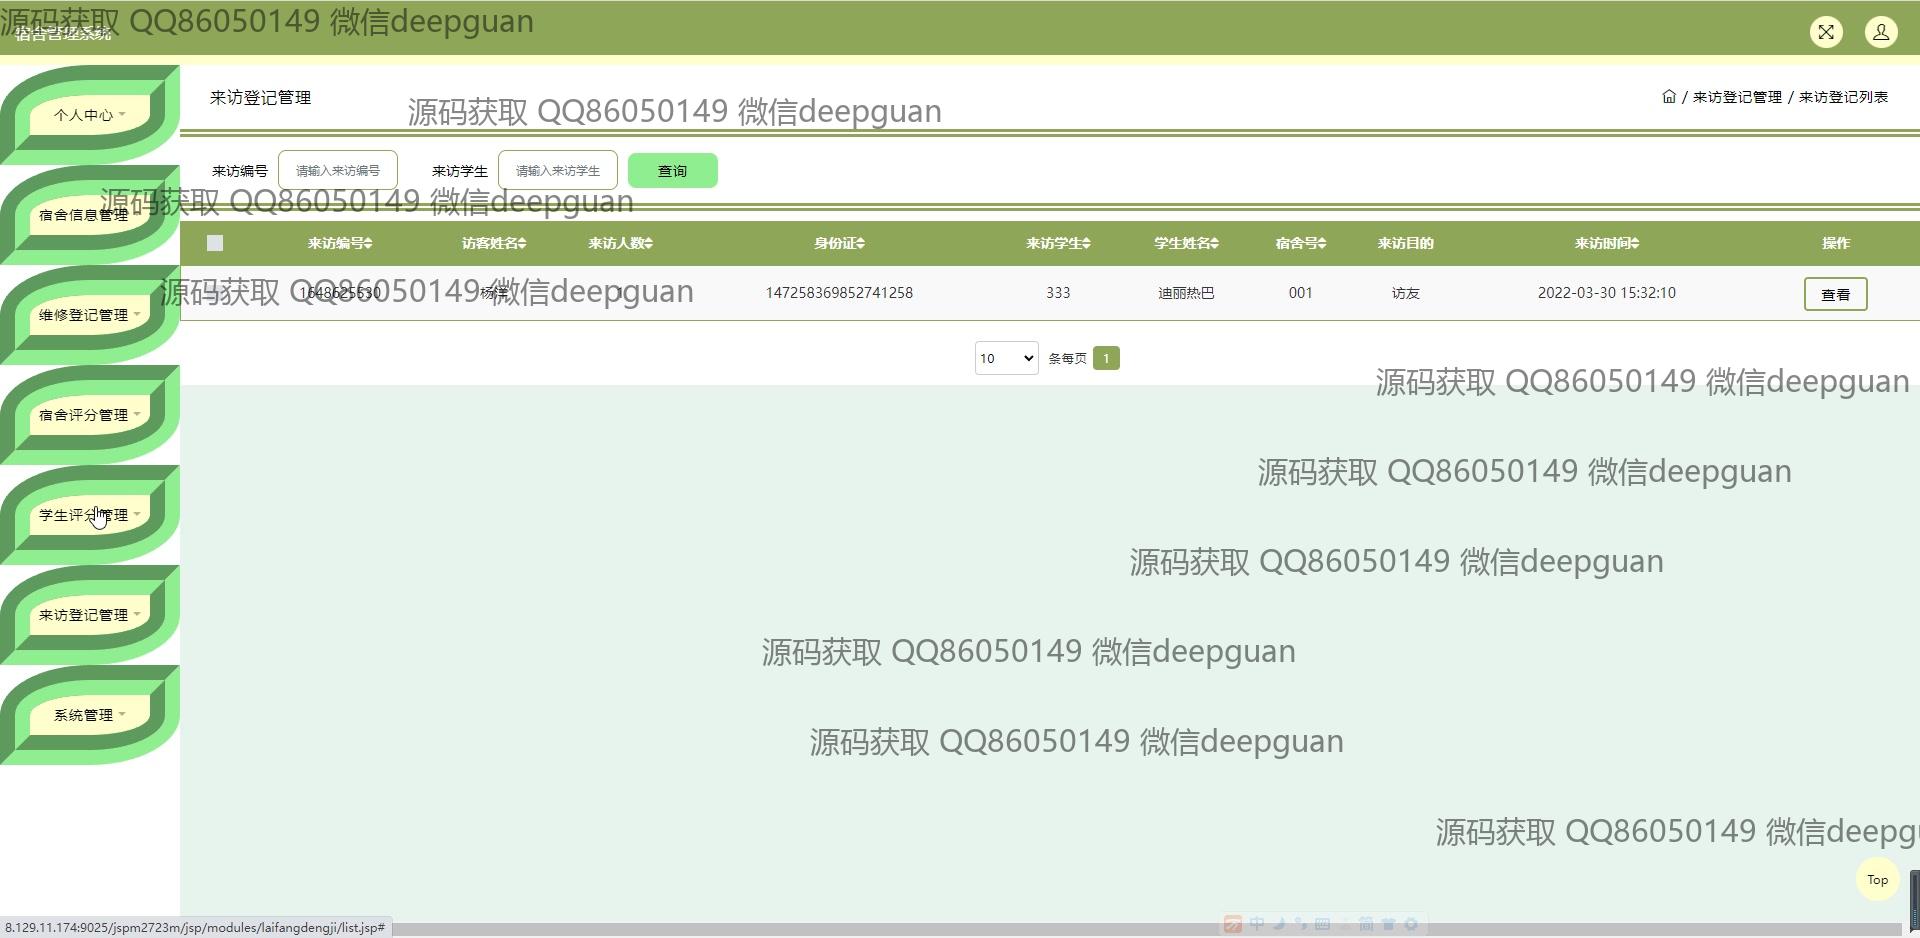 源码获取 QQ86050149 微信deepguan
宿舍管理系统
个人中心
来访登记管理
源码获取 QQ86050149 微信deepguan
/ 来访登记管理 / 来访登记列表
来访编号 请输入来访编号 来访学生 请输入来访学生 查询
源码获取 QQ86050149 微信deepguan
宿舍信息管理
来访编号 访客姓名 来访人数 身份证 来访学生 学生姓名 宿舍号 来访目的 来访时间 操作
源码获取 QQ86050149 微信deepguan
1648625530 杨洋 1 147258369852741258 333 迪丽热巴 001 访友 2022-03-30 15:32:10 查看
维修登记管理
10 条每页 1
源码获取 QQ86050149 微信deepguan
宿舍评分管理
源码获取 QQ86050149 微信deepguan
学生评分管理
源码获取 QQ86050149 微信deepguan
来访登记管理
源码获取 QQ86050149 微信deepguan
系统管理
源码获取 QQ86050149 微信deepguan
源码获取 QQ86050149 微信deepg
Top
8.129.11.174:9025/jspm2723m/jsp/modules/laifangdengji/list.jsp#
中 简